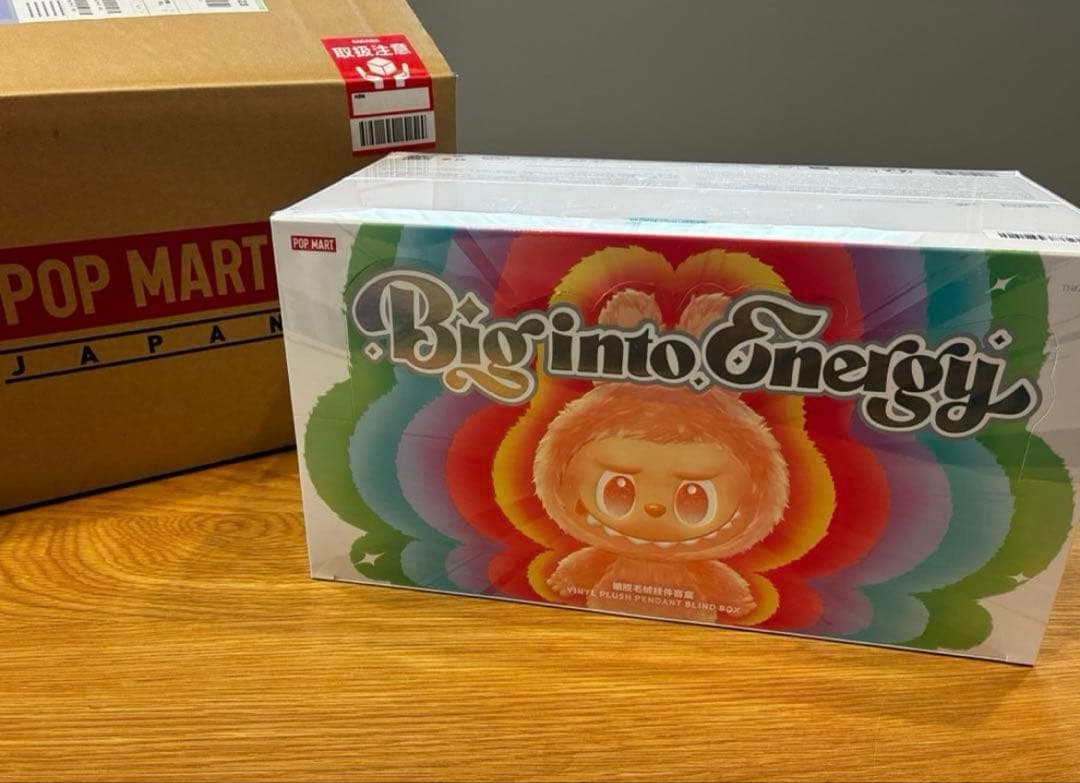 取扱注意
POP MART
JAPAN
POP MART
Big into Energy
搪胶毛绒挂件盲盒
VINYL PLUSH PENDANT BLIND BOX